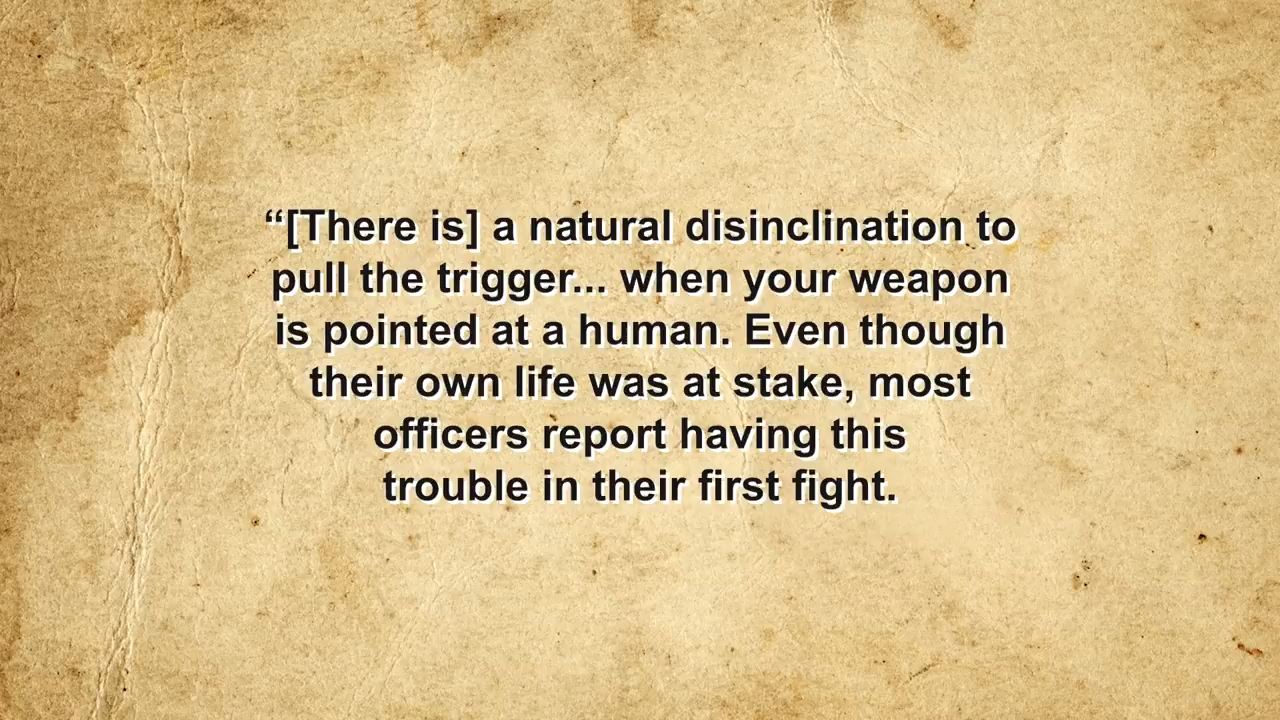 “[There is] a natural disinclination to
pull the trigger... when your weapon
is pointed at a human. Even though
their own life was at stake, most
officers report having this
trouble in their first fight.